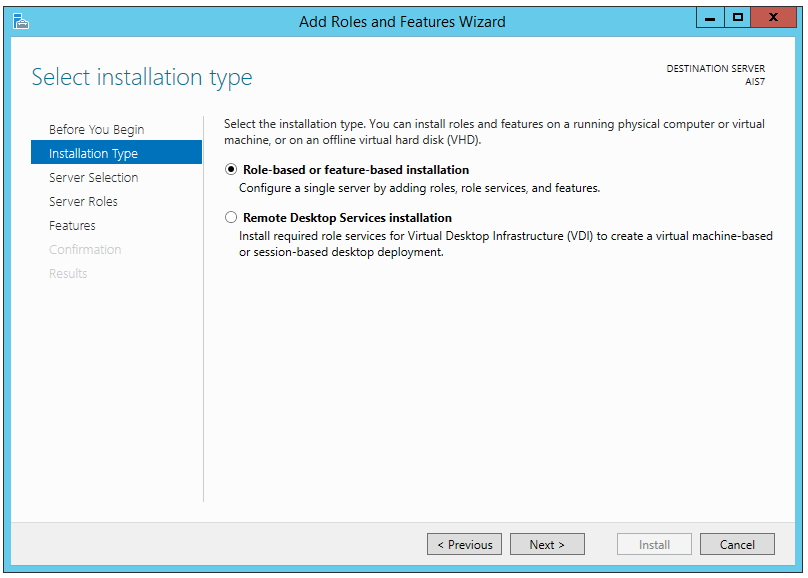 Add Roles and Features Wizard
Select installation type
DESTINATION SERVER
AIS7
Before You Begin
Installation Type
Server Selection
Server Roles
Features
Confirmation
Results
Select the installation type. You can install roles and features on a running physical computer or virtual
machine, or on an offline virtual hard disk (VHD).
Role-based or feature-based installation
Configure a single server by adding roles, role services, and features.
Remote Desktop Services installation
Install required role services for Virtual Desktop Infrastructure (VDI) to create a virtual machine-based
or session-based desktop deployment.
< Previous
Next >
Install
Cancel